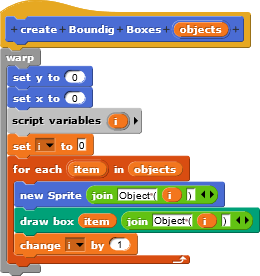 create Boundig Boxes objects
warp
set y to 0
set x to 0
script variables i
set i to 0
for each item in objects
new Sprite join Object ( i )
draw box item join Object ( i )
change i by 1